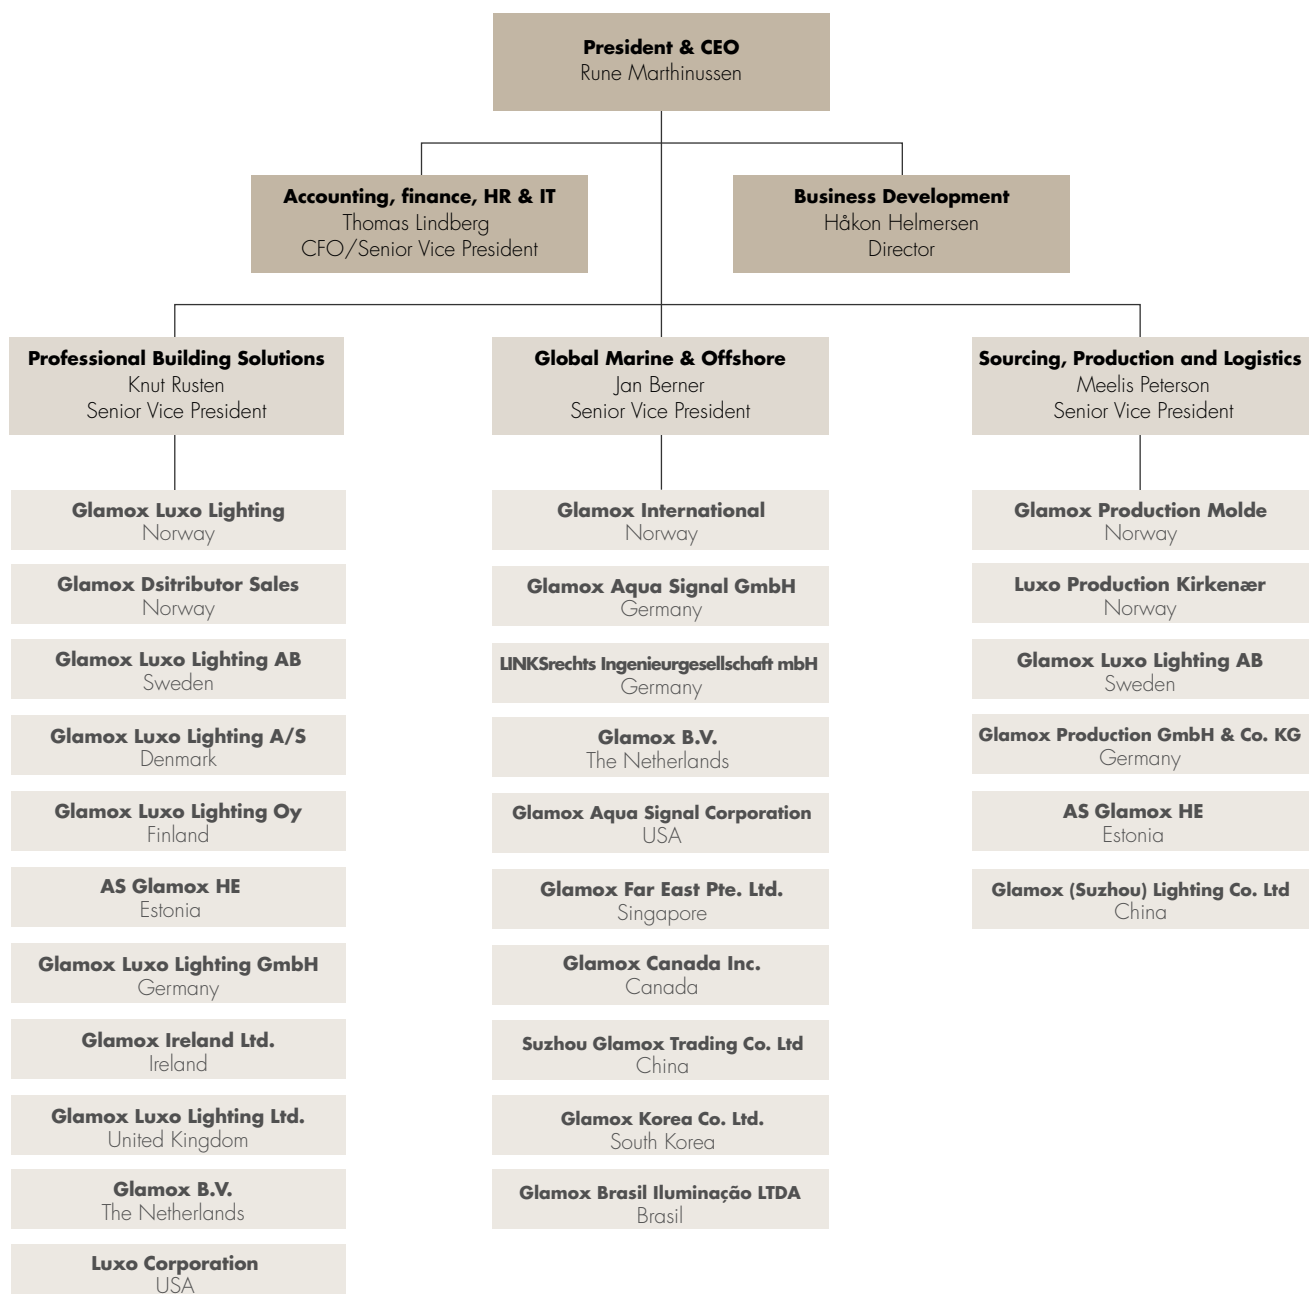 President & CEO
Rune Marthinussen
Accounting, finance, HR & IT
Thomas Lindberg
CFO/Senior Vice President
Business Development
Håkon Helmersen
Director
Professional Building Solutions
Knut Rusten
Senior Vice President
Global Marine & Offshore
Jan Berner
Senior Vice President
Sourcing, Production and Logistics
Meelis Peterson
Senior Vice President
Glamox Luxo Lighting
Norway
Glamox Dsitributor Sales
Norway
Glamox Luxo Lighting AB
Sweden
Glamox Luxo Lighting A/S
Denmark
Glamox Luxo Lighting Oy
Finland
AS Glamox HE
Estonia
Glamox Luxo Lighting GmbH
Germany
Glamox Ireland Ltd.
Ireland
Glamox Luxo Lighting Ltd.
United Kingdom
Glamox B.V.
The Netherlands
Luxo Corporation
USA
Glamox International
Norway
Glamox Aqua Signal GmbH
Germany
LINKSrechts Ingenieurgesellschaft mbH
Germany
Glamox B.V.
The Netherlands
Glamox Aqua Signal Corporation
USA
Glamox Far East Pte. Ltd.
Singapore
Glamox Canada Inc.
Canada
Suzhou Glamox Trading Co. Ltd
China
Glamox Korea Co. Ltd.
South Korea
Glamox Brasil Iluminação LTDA
Brasil
Glamox Production Molde
Norway
Luxo Production Kirkenær
Norway
Glamox Luxo Lighting AB
Sweden
Glamox Production GmbH & Co. KG
Germany
AS Glamox HE
Estonia
Glamox (Suzhou) Lighting Co. Ltd
China